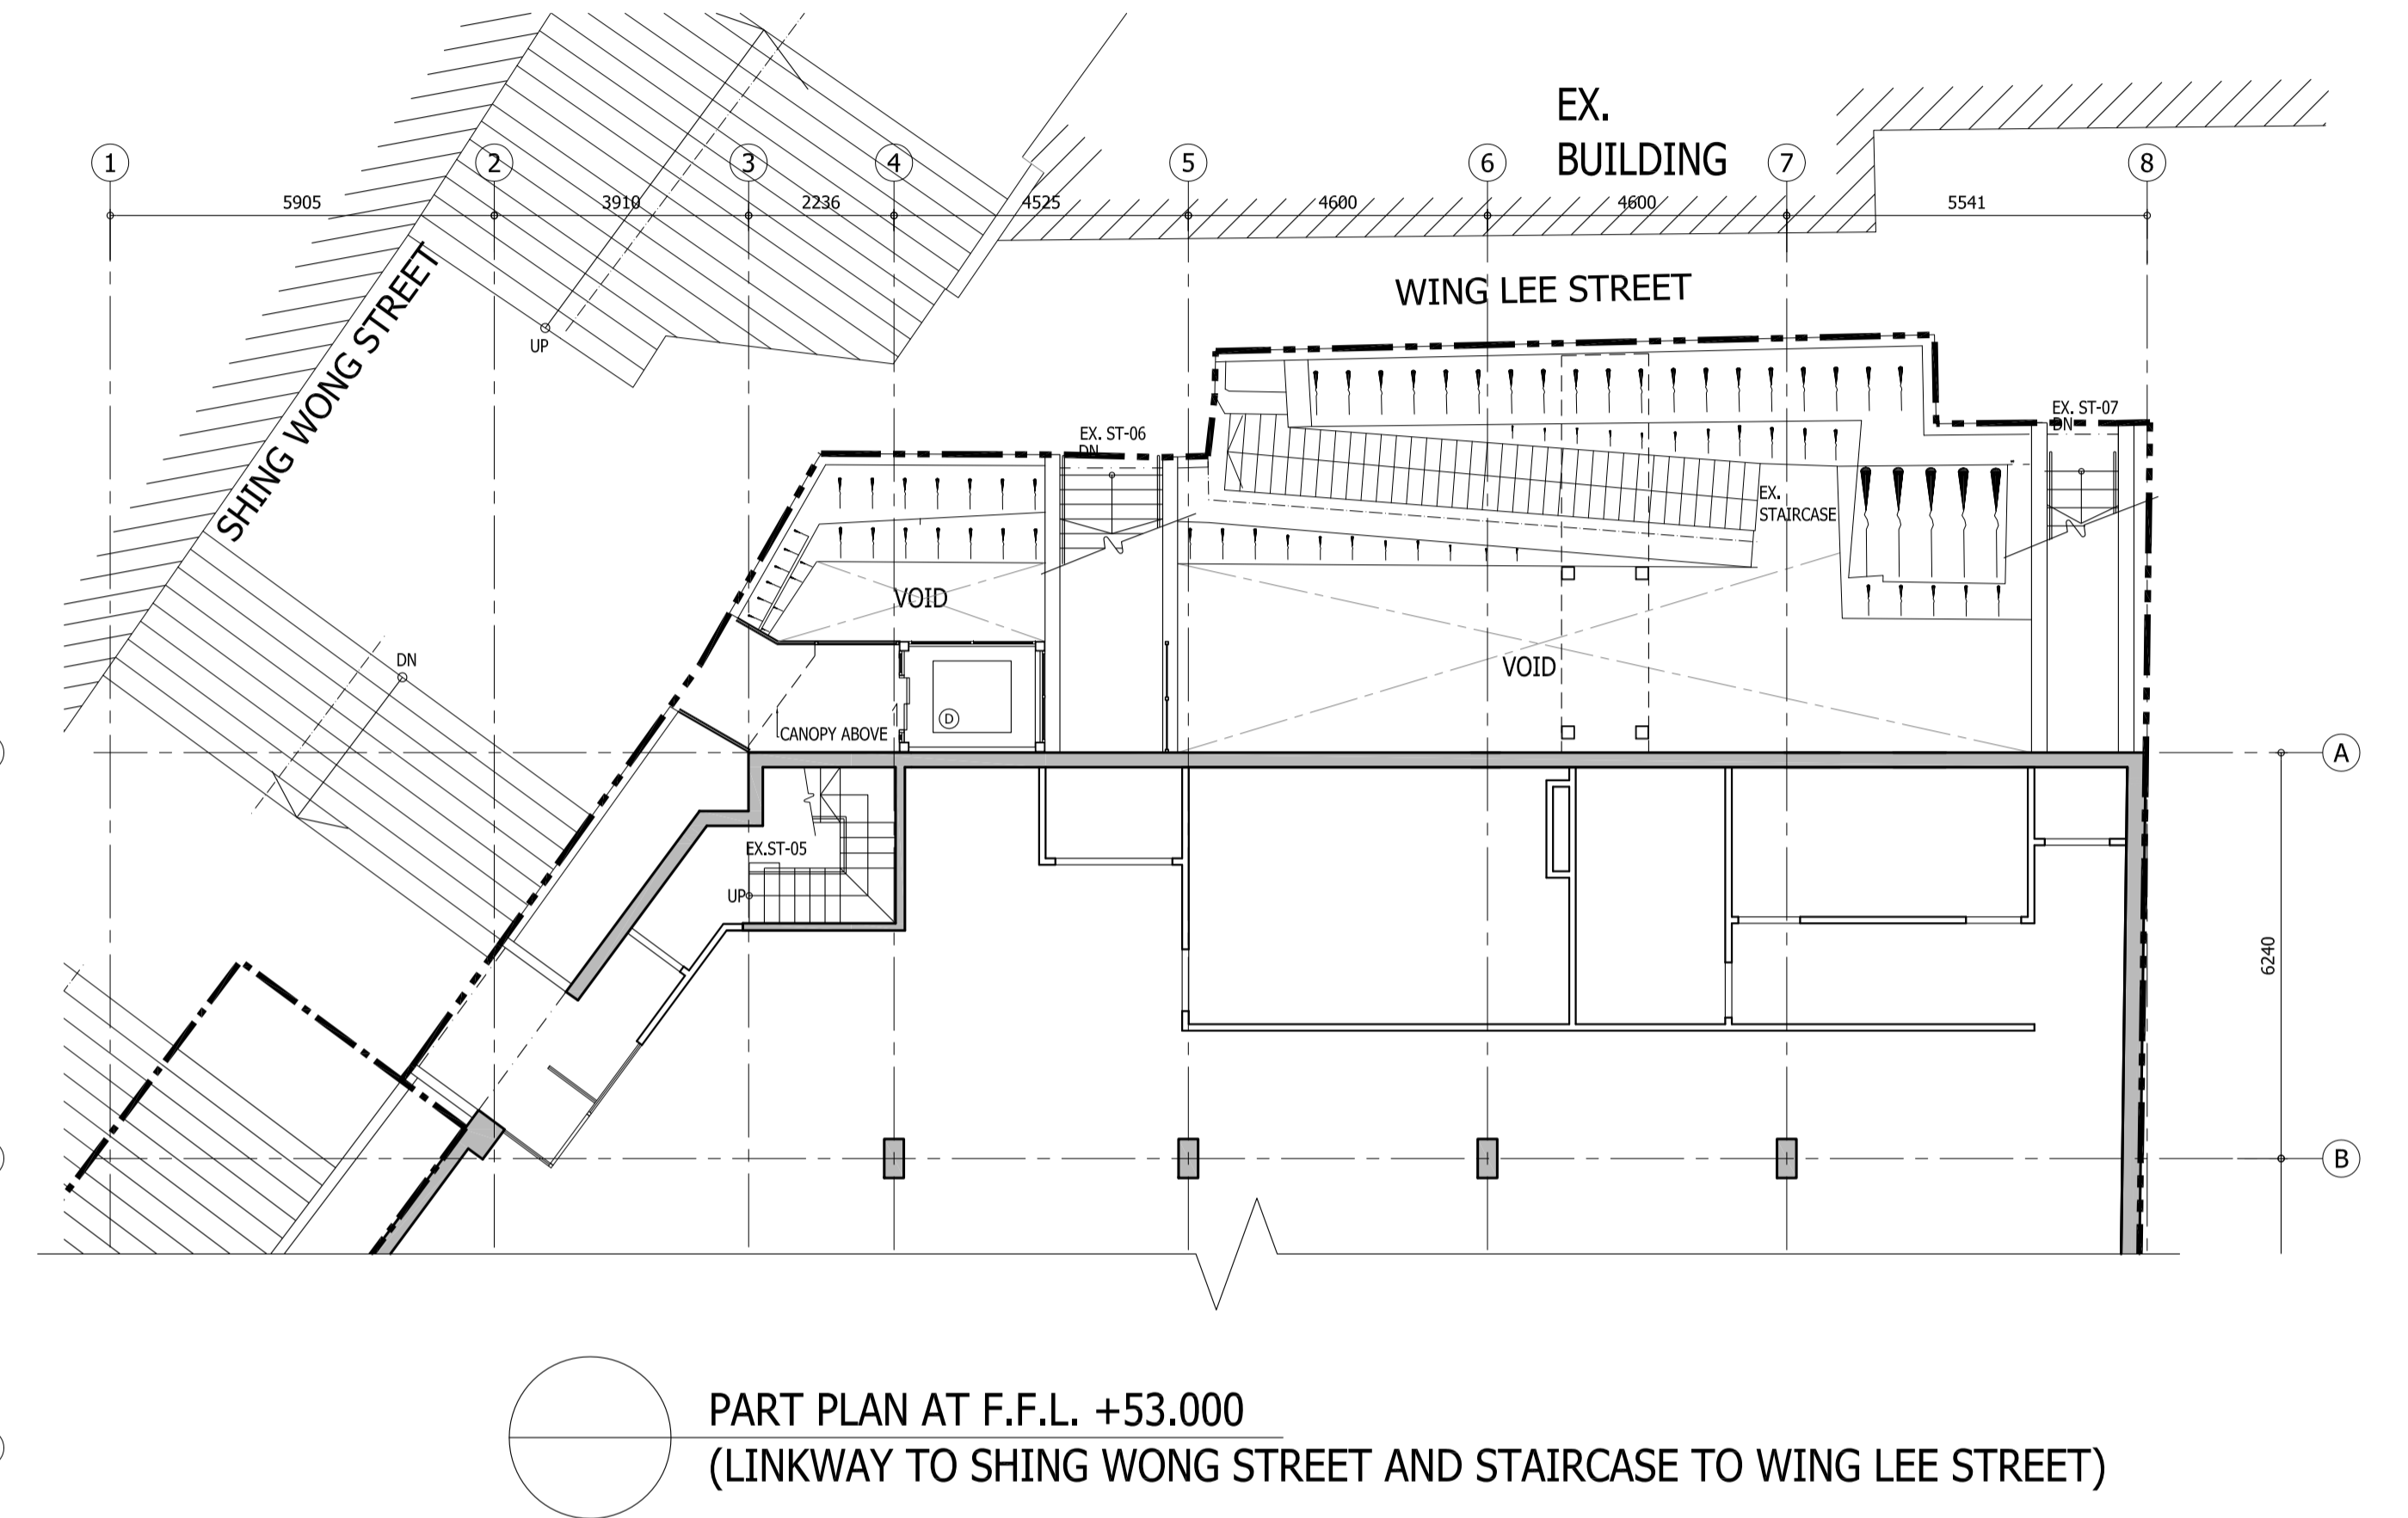 EX.
BUILDING
1
2
3
4
5
6
7
8
5905
3910
2236
4525
4600
4600
5541
SHING WONG STREET
WING LEE STREET
UP
EX. ST-06
DN
EX. ST-07
DN
EX.
STAIRCASE
VOID
VOID
DN
D
CANOPY ABOVE
A
EX.ST-05
UP
6240
B
PART PLAN AT F.F.L. +53.000
(LINKWAY TO SHING WONG STREET AND STAIRCASE TO WING LEE STREET)